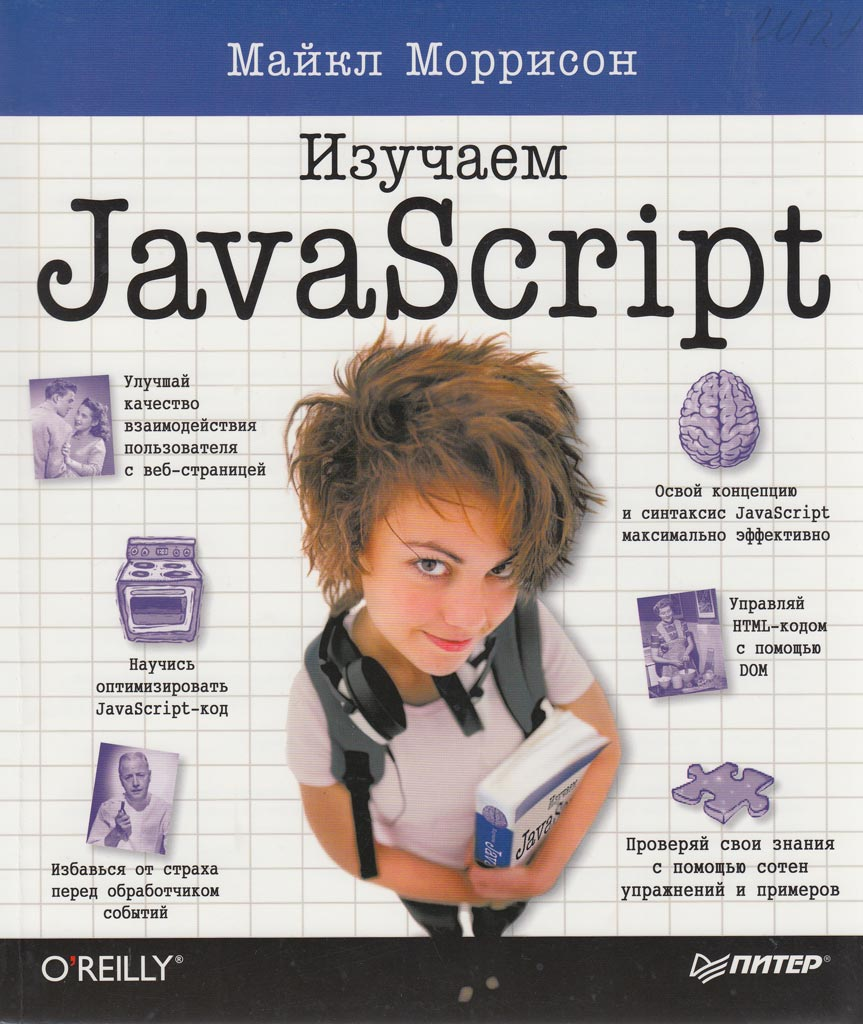 Майкл Моррисон
Изучаем
JavaScript
Улучшай
качество
взаимодействия
пользователя
с веб-страницей
Освой концепцию
и синтаксис JavaScript
максимально эффективно
Научись
оптимизировать
JavaScript-код
Управляй
HTML-кодом
с помощью
DOM
Избавься от страха
перед обработчиком
событий
Проверяй свои знания
с помощью сотен
упражнений и примеров
Изучаем
JavaS
O'REILLY®
ПИТЕР®